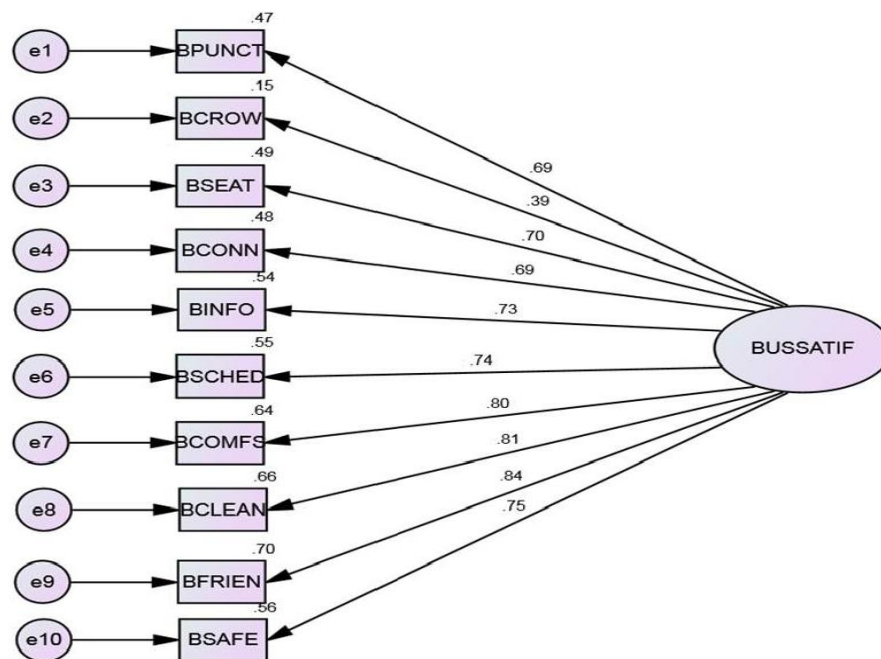 .47
e1 BPUNCT
.15
e2 BCROW
.69
.49
e3 BSEAT
.39
.70
.48
e4 BCONN
.69
.54
e5 BINFO
.73
.55
BUSSATIF
e6 BSCHED
.74
.64
e7 BCOMFS
.80
.81
.66
e8 BCLEAN
.84
.75
.70
e9 BFRIEN
.56
e10 BSAFE